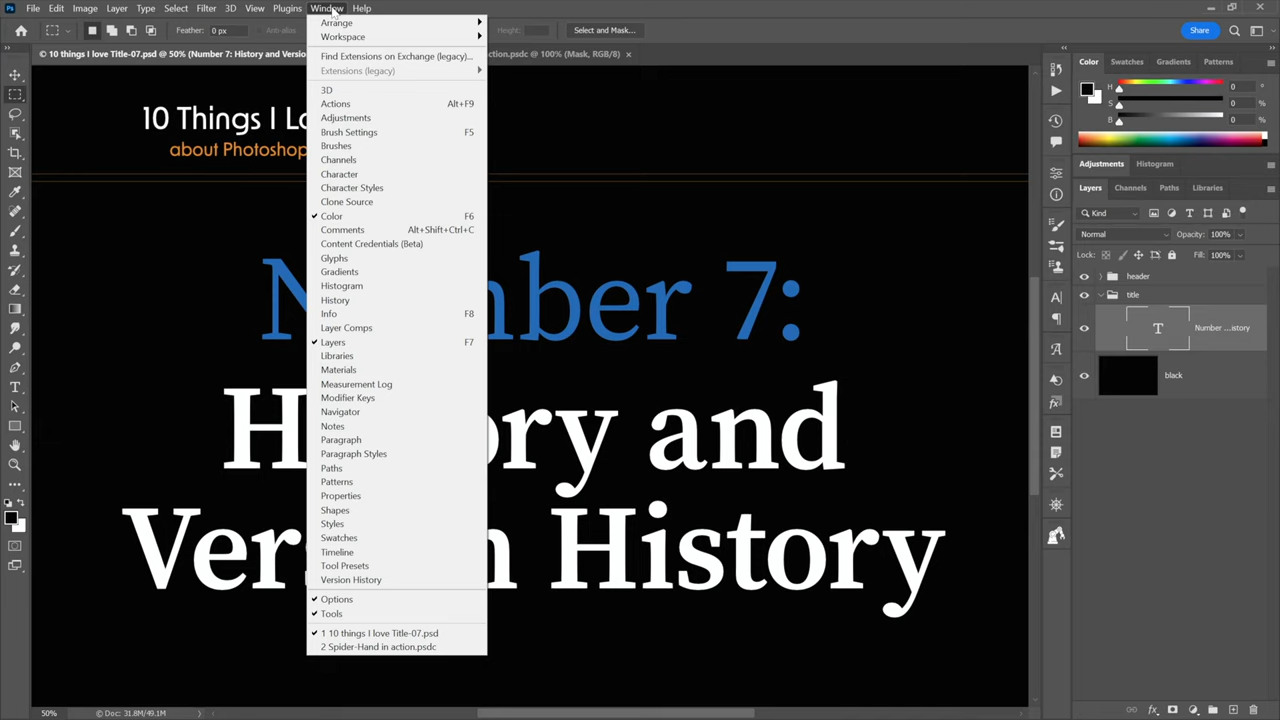 Ps File Edit Image Layer Type Select Filter 3D View Plugins Window Help
Feather: 0 px Anti-alias Height: Select and Mask... Share
© 10 things I love Title-07.psd @ 50% (Number 7: History and Versi
ction.psdc @ 100% (Mask, RGB/8) ×
Arrange
Workspace
Find Extensions on Exchange (legacy)...
Extensions (legacy)
3D
Actions Alt+F9
Adjustments
Brush Settings F5
Brushes
Channels
Character
Character Styles
Clone Source
Color F6
Comments Alt+Shift+Ctrl+C
Content Credentials (Beta)
Glyphs
Gradients
Histogram
History
Info F8
Layer Comps
Layers F7
Libraries
Materials
Measurement Log
Modifier Keys
Navigator
Notes
Paragraph
Paragraph Styles
Paths
Patterns
Properties
Shapes
Styles
Swatches
Timeline
Tool Presets
Version History
Options
Tools
1 10 things I love Title-07.psd
2 Spider-Hand in action.psdc
10 Things I Lo
about Photoshop
N mber 7:
H ory and
Ver n History
Color Swatches Gradients Patterns
H 0 °
S 0 %
B 0 %
Adjustments Histogram
Layers Channels Paths Libraries
Kind
Normal Opacity: 100%
Lock: Fill: 100%
header
title
T Number ...istory
black
50% © Doc: 31.8M/49.1M